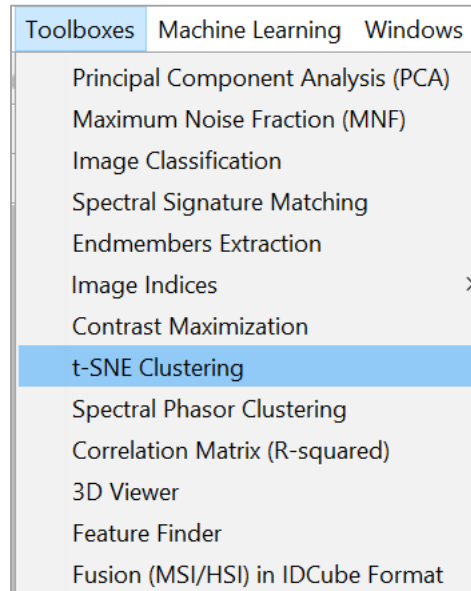 Toolboxes Machine Learning Windows
Principal Component Analysis (PCA)
Maximum Noise Fraction (MNF)
Image Classification
Spectral Signature Matching
Endmembers Extraction
Image Indices
Contrast Maximization
t-SNE Clustering
Spectral Phasor Clustering
Correlation Matrix (R-squared)
3D Viewer
Feature Finder
Fusion (MSI/HSI) in IDCube Format